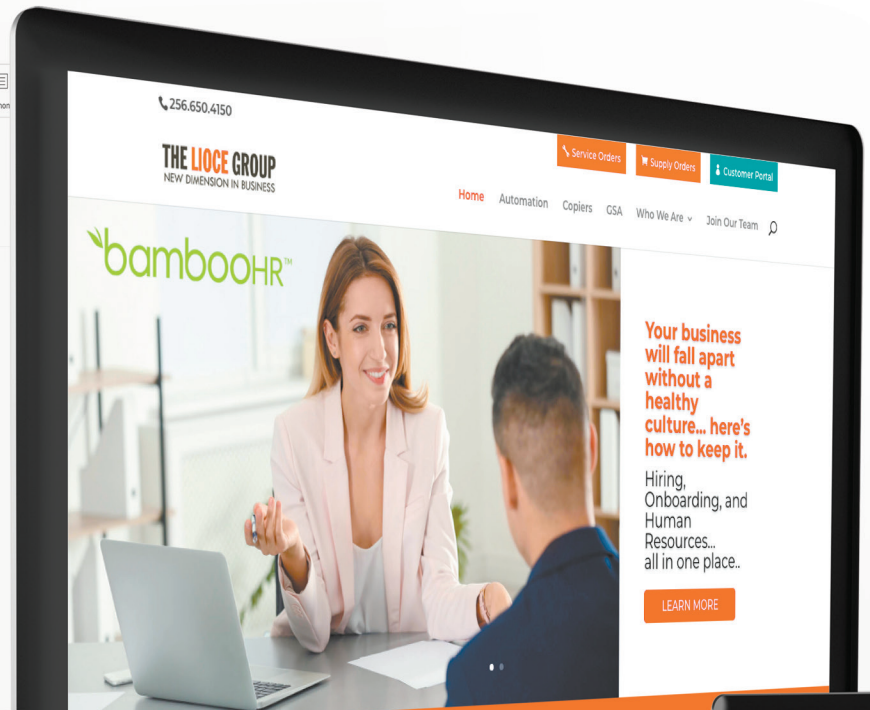 256.650.4150
Service Orders
Supply Orders
Customer Portal
THE LIOCE GROUP
NEW DIMENSION IN BUSINESS
Home Automation Copiers GSA Who We Are Join Our Team
bambooHR™
Your business
will fall apart
without a
healthy
culture... here's
how to keep it.
Hiring,
Onboarding, and
Human
Resources...
all in one place..
LEARN MORE